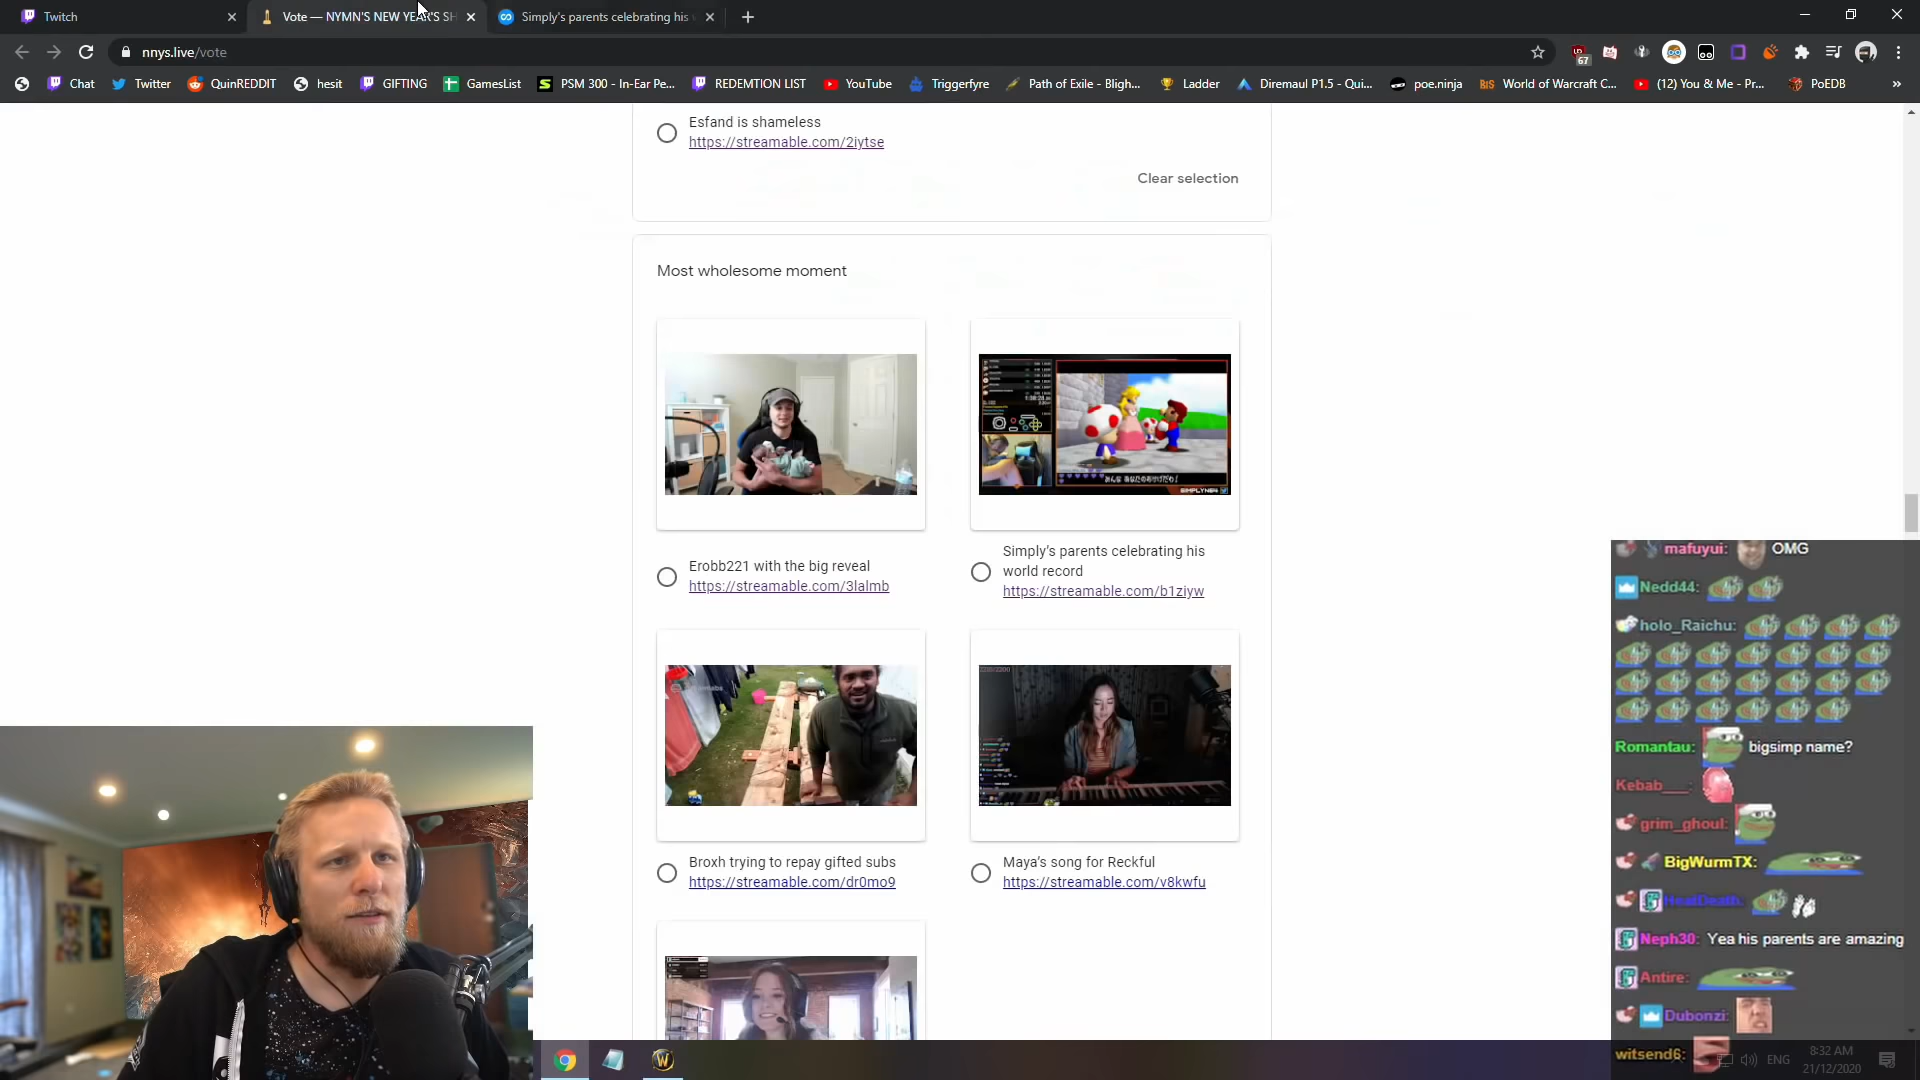 Twitch
Vote — NYMN'S NEW YEAR'S SH
Simply's parents celebrating his
nnys.live/vote
67
Chat
Twitter
QuinREDDIT
hesit
GIFTING
GamesList
PSM 300 - In-Ear Pe...
REDEMTION LIST
YouTube
Triggerfyre
Path of Exile - Bligh...
Ladder
Diremaul P1.5 - Qui...
poe.ninja
World of Warcraft C...
(12) You & Me - Pr...
PoEDB
Esfand is shameless
https://streamable.com/2iytse
Clear selection
Most wholesome moment
SIMPLYN64
Erobb221 with the big reveal
https://streamable.com/3lalmb
Simply's parents celebrating his
world record
https://streamable.com/b1ziyw
Broxh trying to repay gifted subs
https://streamable.com/dr0mo9
Maya's song for Reckful
https://streamable.com/v8kwfu
mafuyui: OMG
Nedd44:
holo_Raichu:
Romantau: bigsimp name?
Kebab___:
grim_ghoul:
BigWurmTX:
HeatDeath:
Neph30: Yea his parents are amazing
Antire:
Dubonzi:
witsend6:
ENG
8:32 AM
21/12/2020